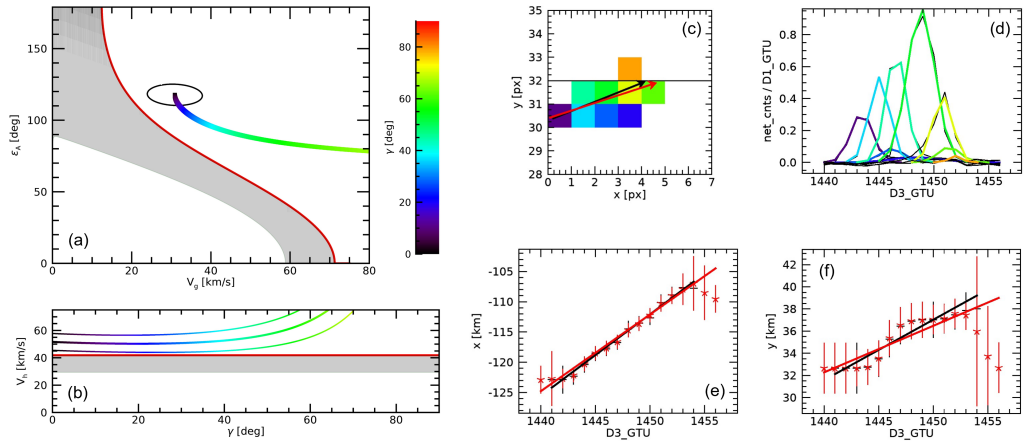 150
100
50
0
ε_A [deg]
(a)
0 20 40 60 80
V_g [km/s]
80
60
40
20
0
γ [deg]
60
40
20
0
V_h [km/s]
(b)
0 20 40 60 80
γ [deg]
35
34
33
32
31
30
29
28
y [px]
(c)
0 1 2 3 4 5 6 7
x [px]
0.8
0.6
0.4
0.2
0.0
net_cnts / D1_GTU
(d)
1440 1445 1450 1455
D3_GTU
-105
-110
-115
-120
-125
x [km]
(e)
1440 1445 1450 1455
D3_GTU
42
40
38
36
34
32
30
y [km]
(f)
1440 1445 1450 1455
D3_GTU